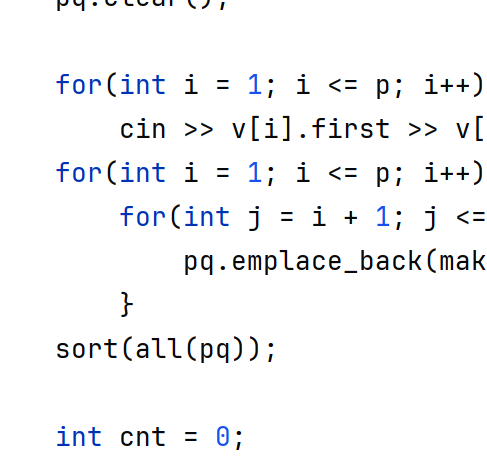 pq.clear();
for(int i = 1; i <= p; i++)
cin >> v[i].first >> v[
for(int i = 1; i <= p; i++)
for(int j = i + 1; j <=
pq.emplace_back(mak
}
sort(all(pq));
int cnt = 0;